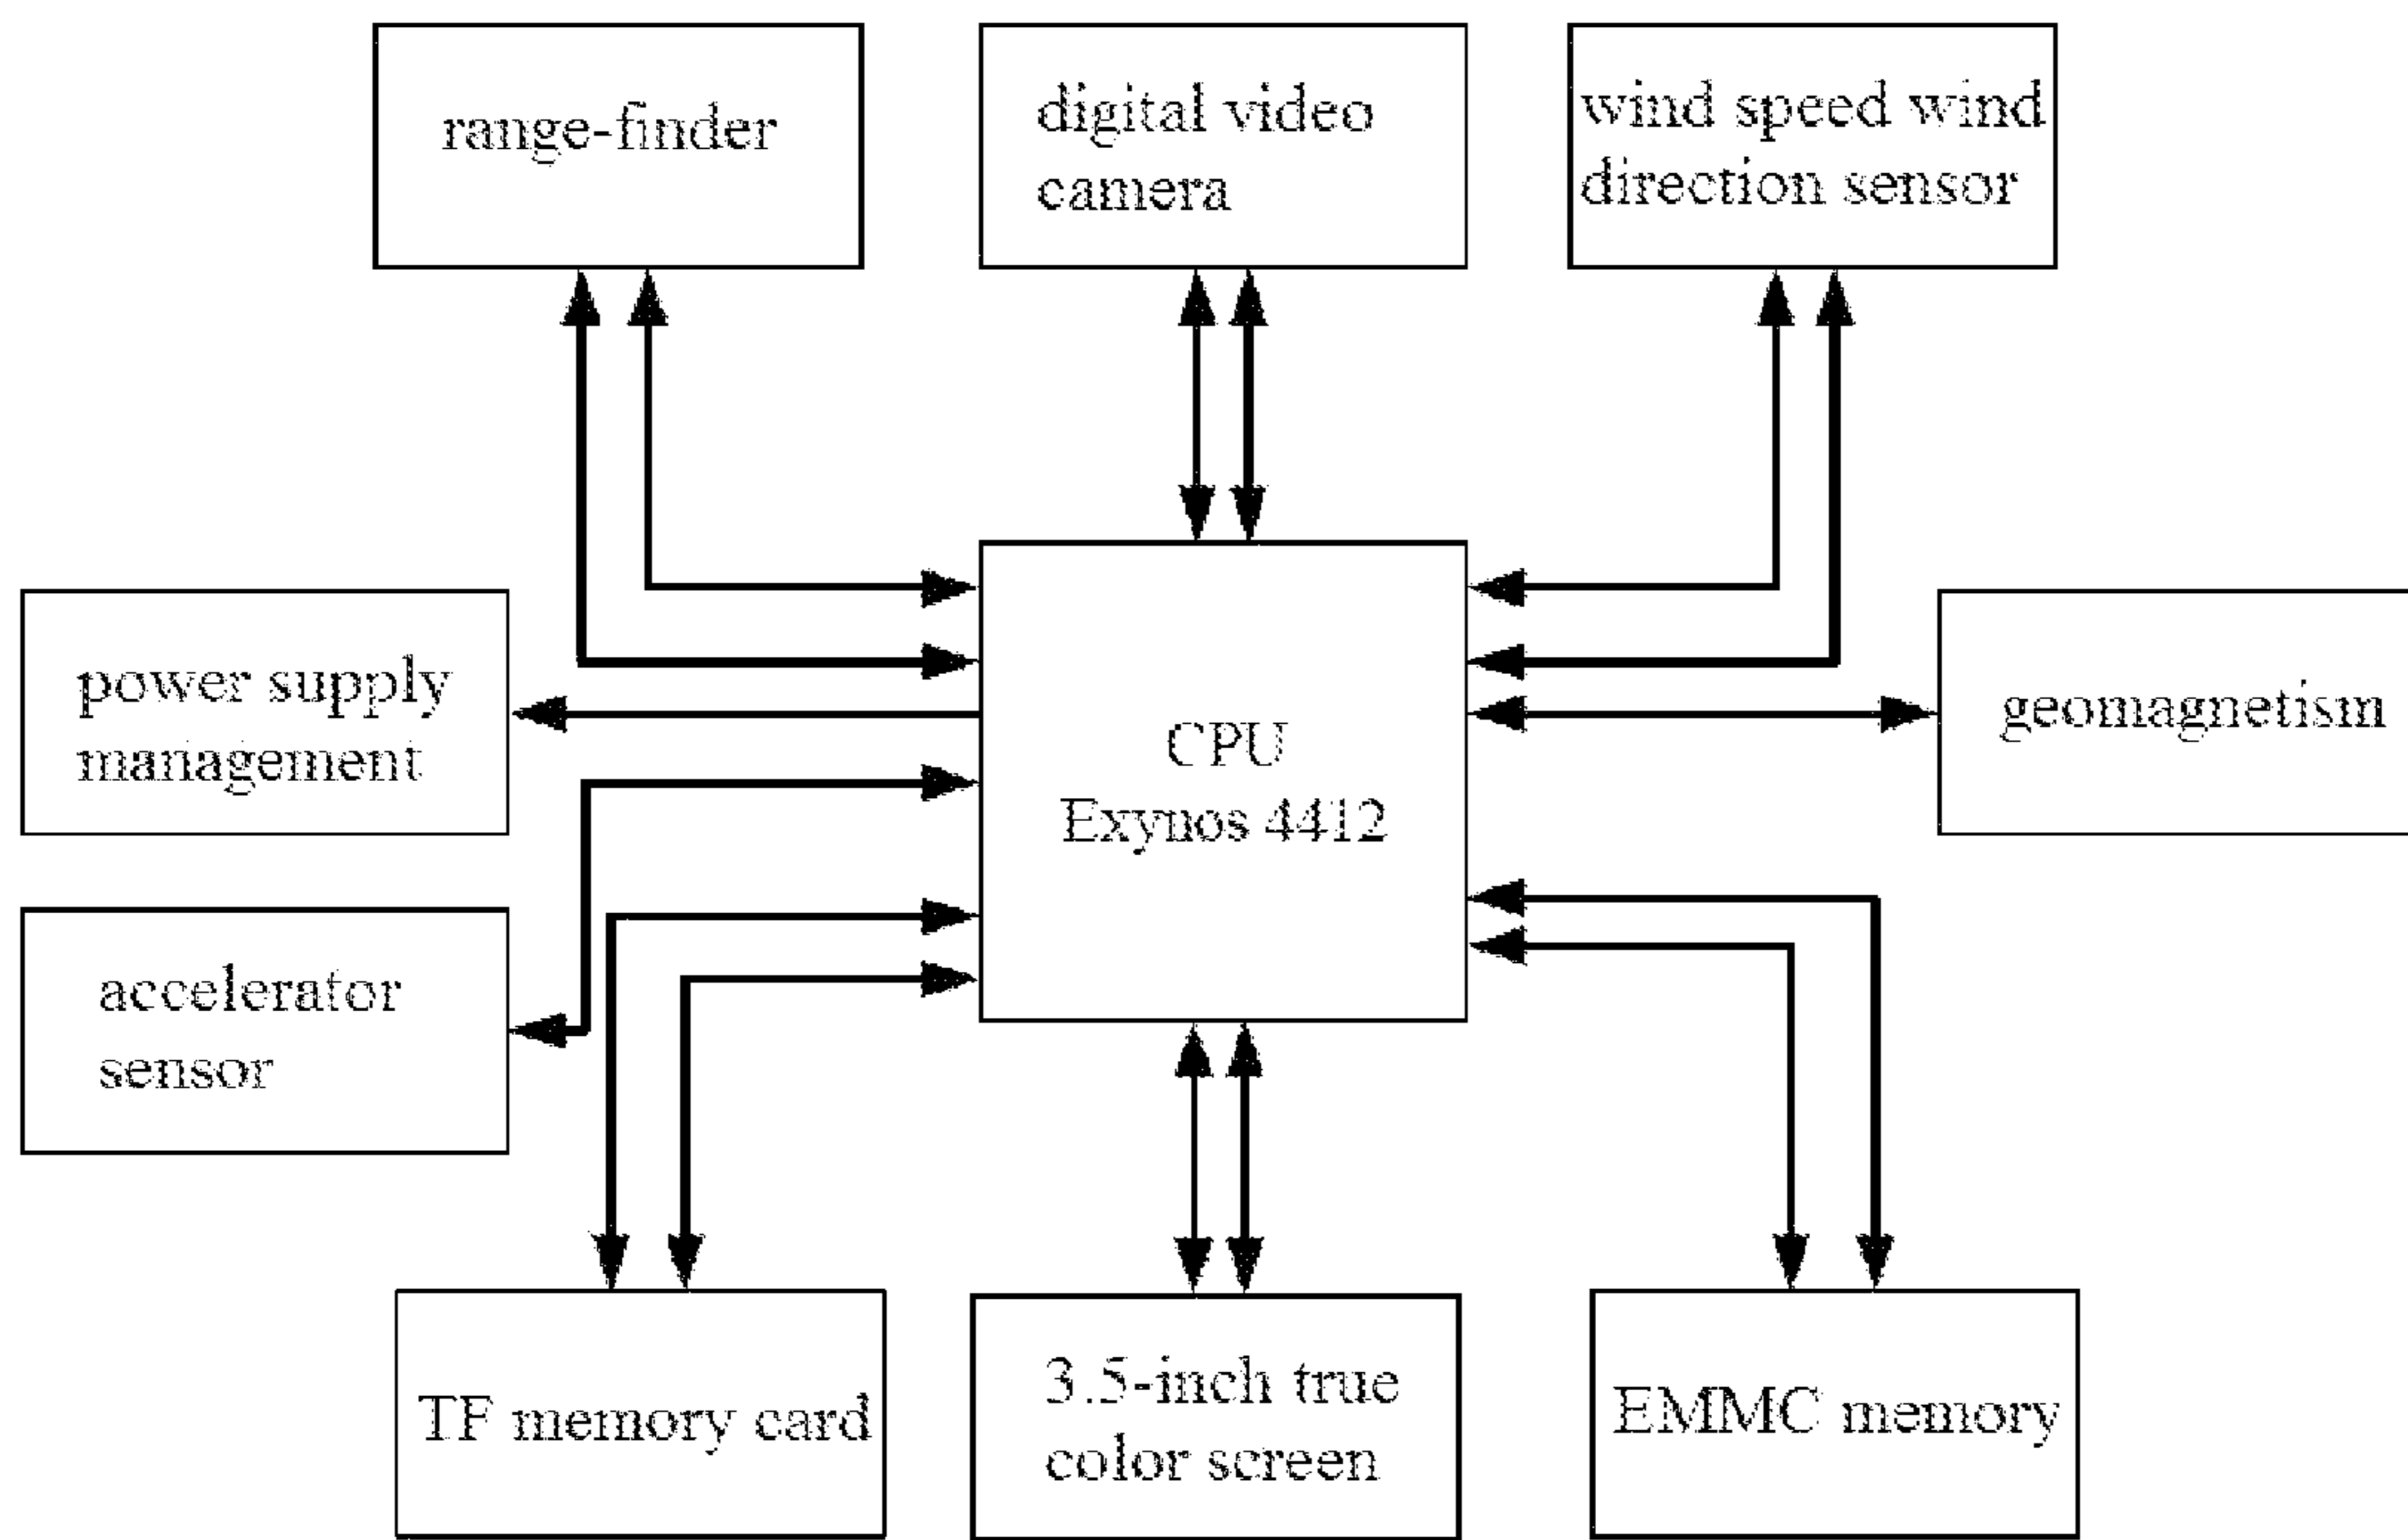 range-finder
digital video
camera
wind speed wind
direction sensor
power supply
management
CPU
Exynos 4412
geomagnetism
accelerator
sensor
TF memory card
3.5-inch true
color screen
EMMC memory